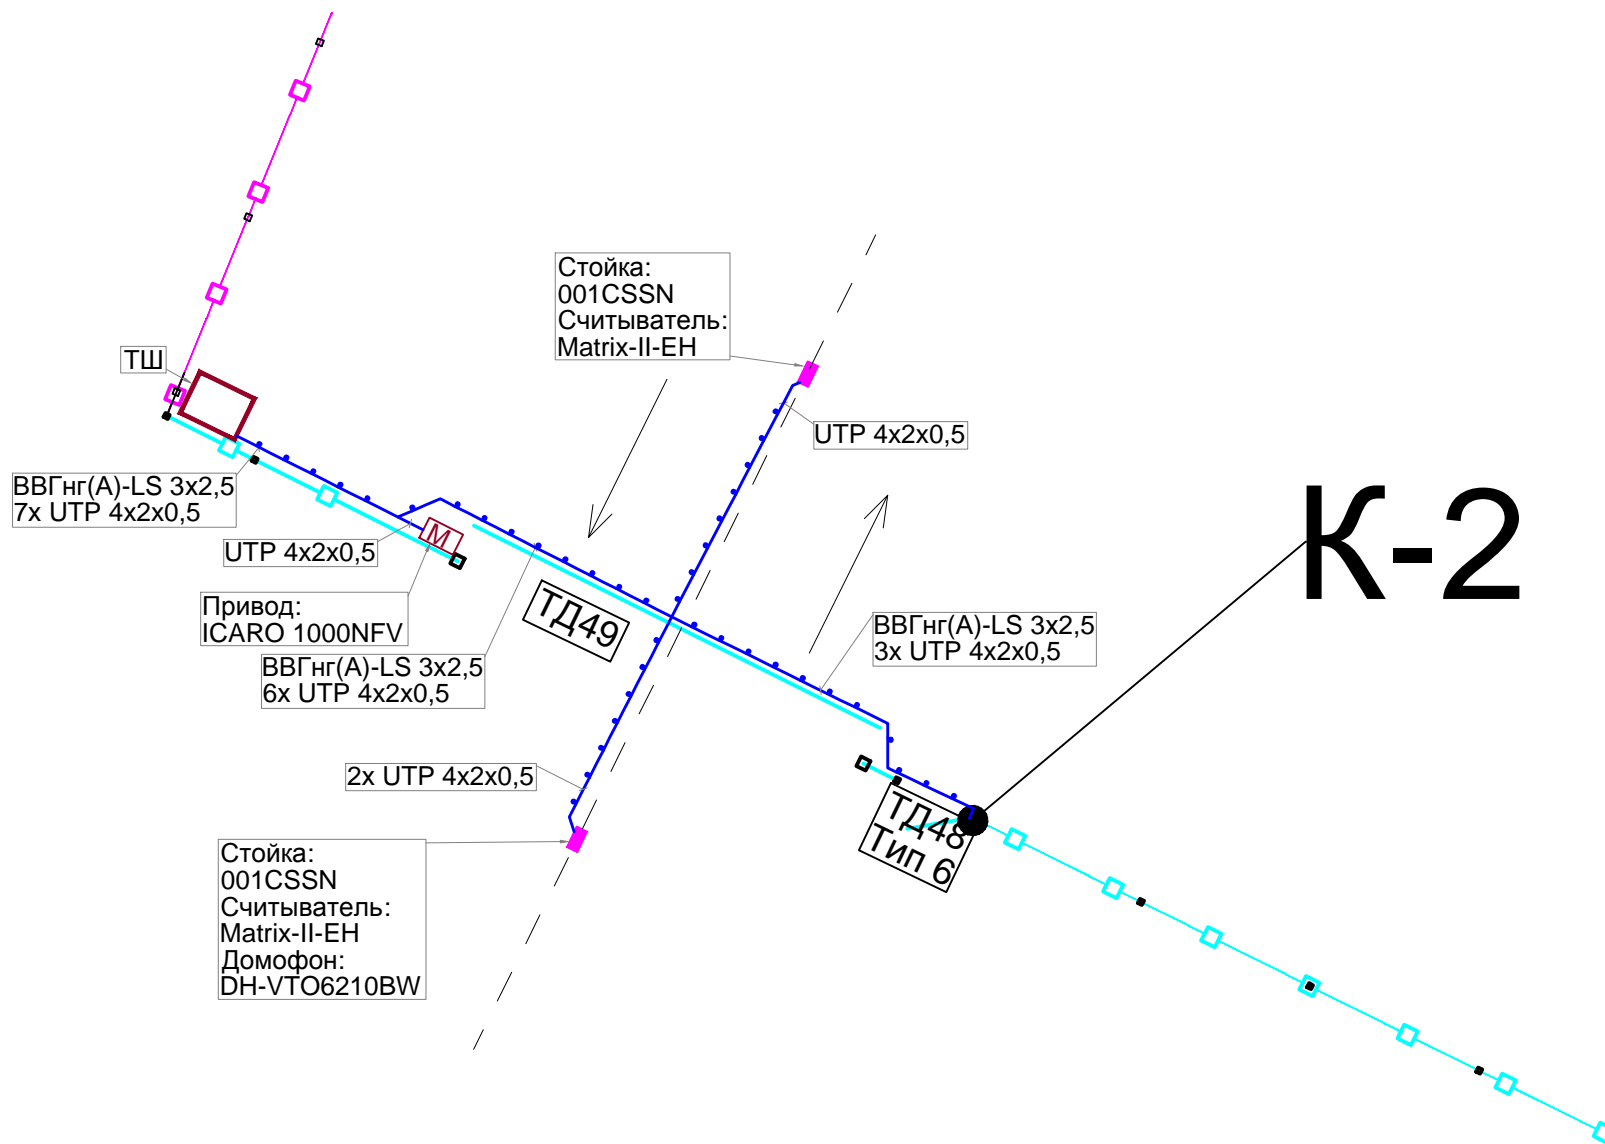 Стойка:
001CSSN
Считыватель:
Matrix-II-EH
ТШ
UTP 4x2x0,5
ВВГнг(А)-LS 3x2,5
7x UTP 4x2x0,5
М
UTP 4x2x0,5
К-2
Привод:
ICARO 1000NFV
ТД49
ВВГнг(А)-LS 3x2,5
3x UTP 4x2x0,5
ВВГнг(А)-LS 3x2,5
6x UTP 4x2x0,5
2x UTP 4x2x0,5
ТД48
Тип 6
Стойка:
001CSSN
Считыватель:
Matrix-II-EH
Домофон:
DH-VTO6210BW